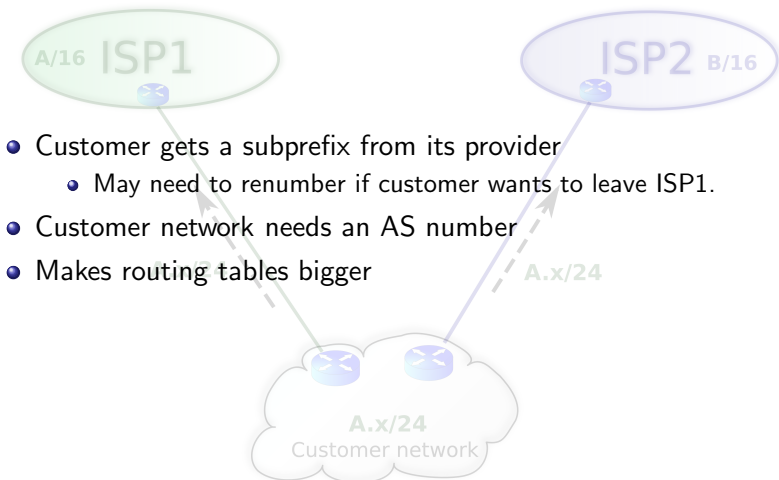 A/16 ISP1
ISP2 B/16
Customer gets a subprefix from its provider
May need to renumber if customer wants to leave ISP1.
Customer network needs an AS number
Makes routing tables bigger
A.x/24
A.x/24
A.x/24
Customer network